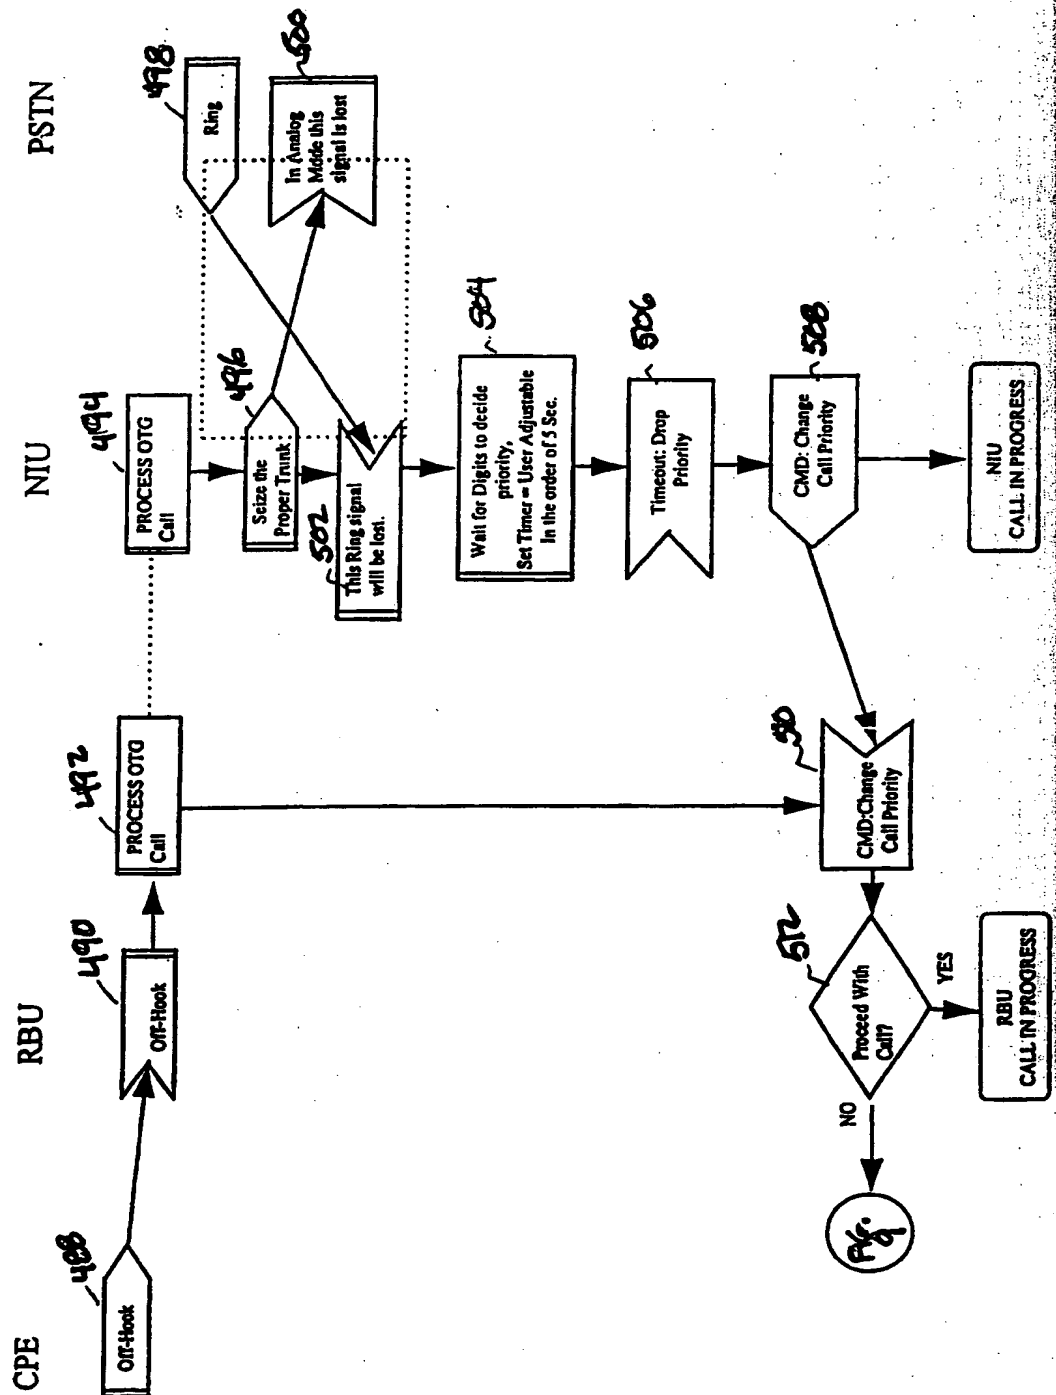 CPE
RBU
NIU
PSTN
488
Off-Hook
490
Off-Hook
492
PROCESS OTG
Call
494
PROCESS OTG
Call
496
Seize the
Proper Trunk
498
Ring
500
In Analog
Mode this
signal is lost
502
This Ring signal
will be lost.
504
Wait for Digits to decide
priority,
Set Timer = User Adjustable
In the order of 5 Sec.
506
Timeout: Drop
Priority
508
CMD: Change
Call Priority
NIU
CALL IN PROGRESS
510
CMD:Change
Call Priority
512
Proceed With
Call?
YES
NO
RBU
CALL IN PROGRESS
FIG.
9